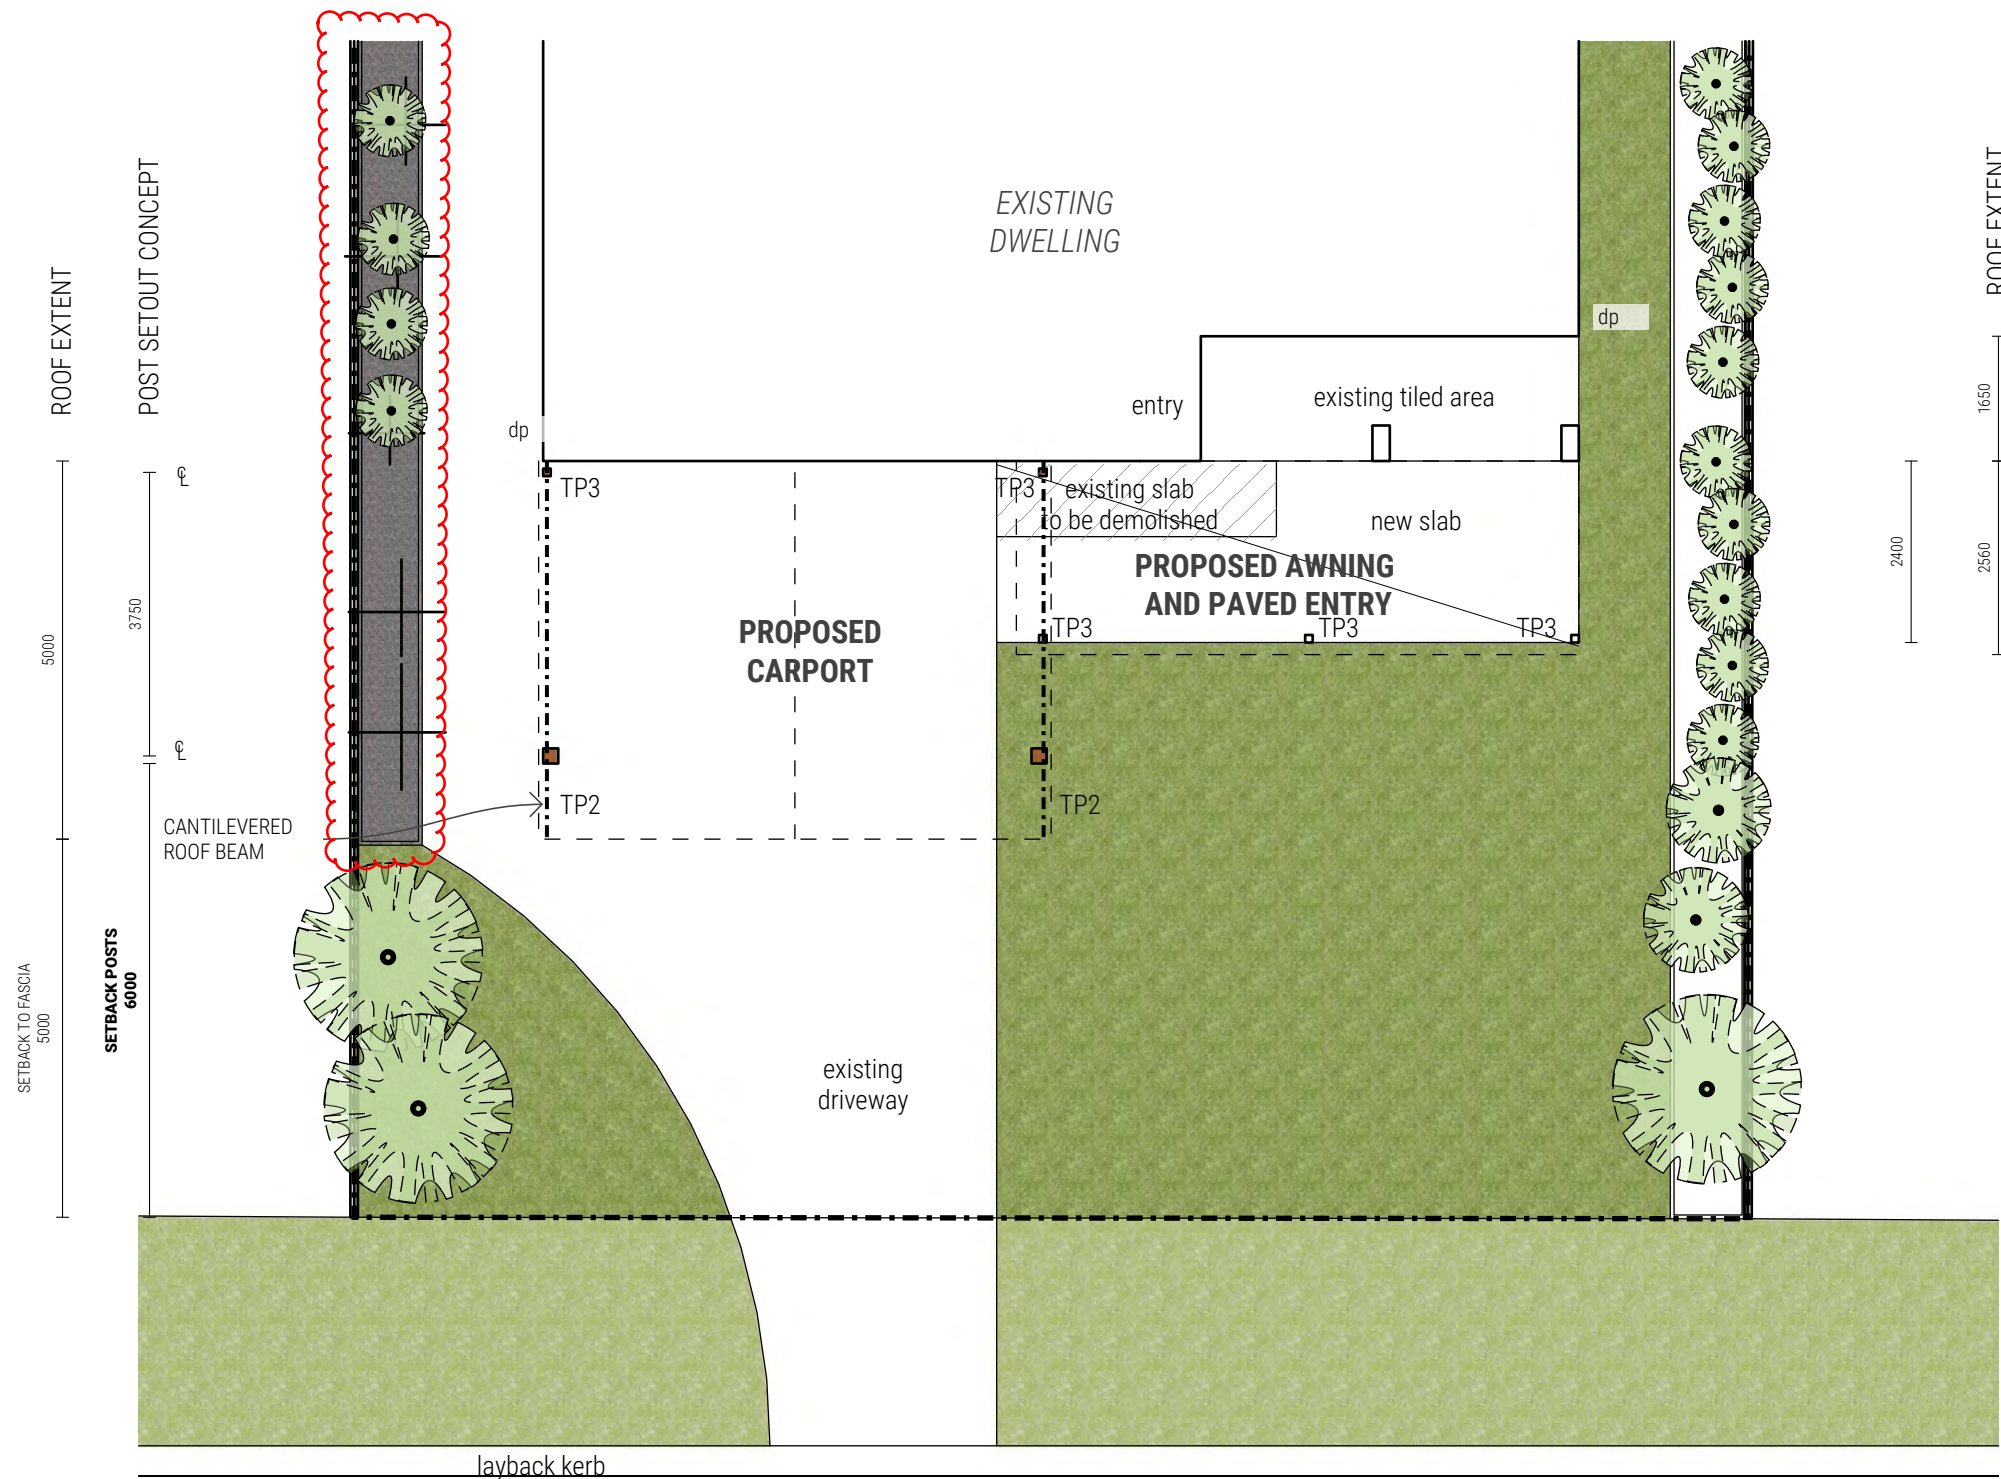 EXISTING
DWELLING
ROOF EXTENT
POST SETOUT CONCEPT
ROOF EXTENT
dp
entry
existing tiled area
1650
dp
℄
TP3
TP3
existing slab
to be demolished
new slab
2400
2560
PROPOSED AWNING
AND PAVED ENTRY
3750
5000
PROPOSED
CARPORT
TP3
TP3
TP3
℄
TP2
TP2
CANTILEVERED
ROOF BEAM
SETBACK TO FASCIA
5000
SETBACK POSTS
6000
existing
driveway
layback kerb